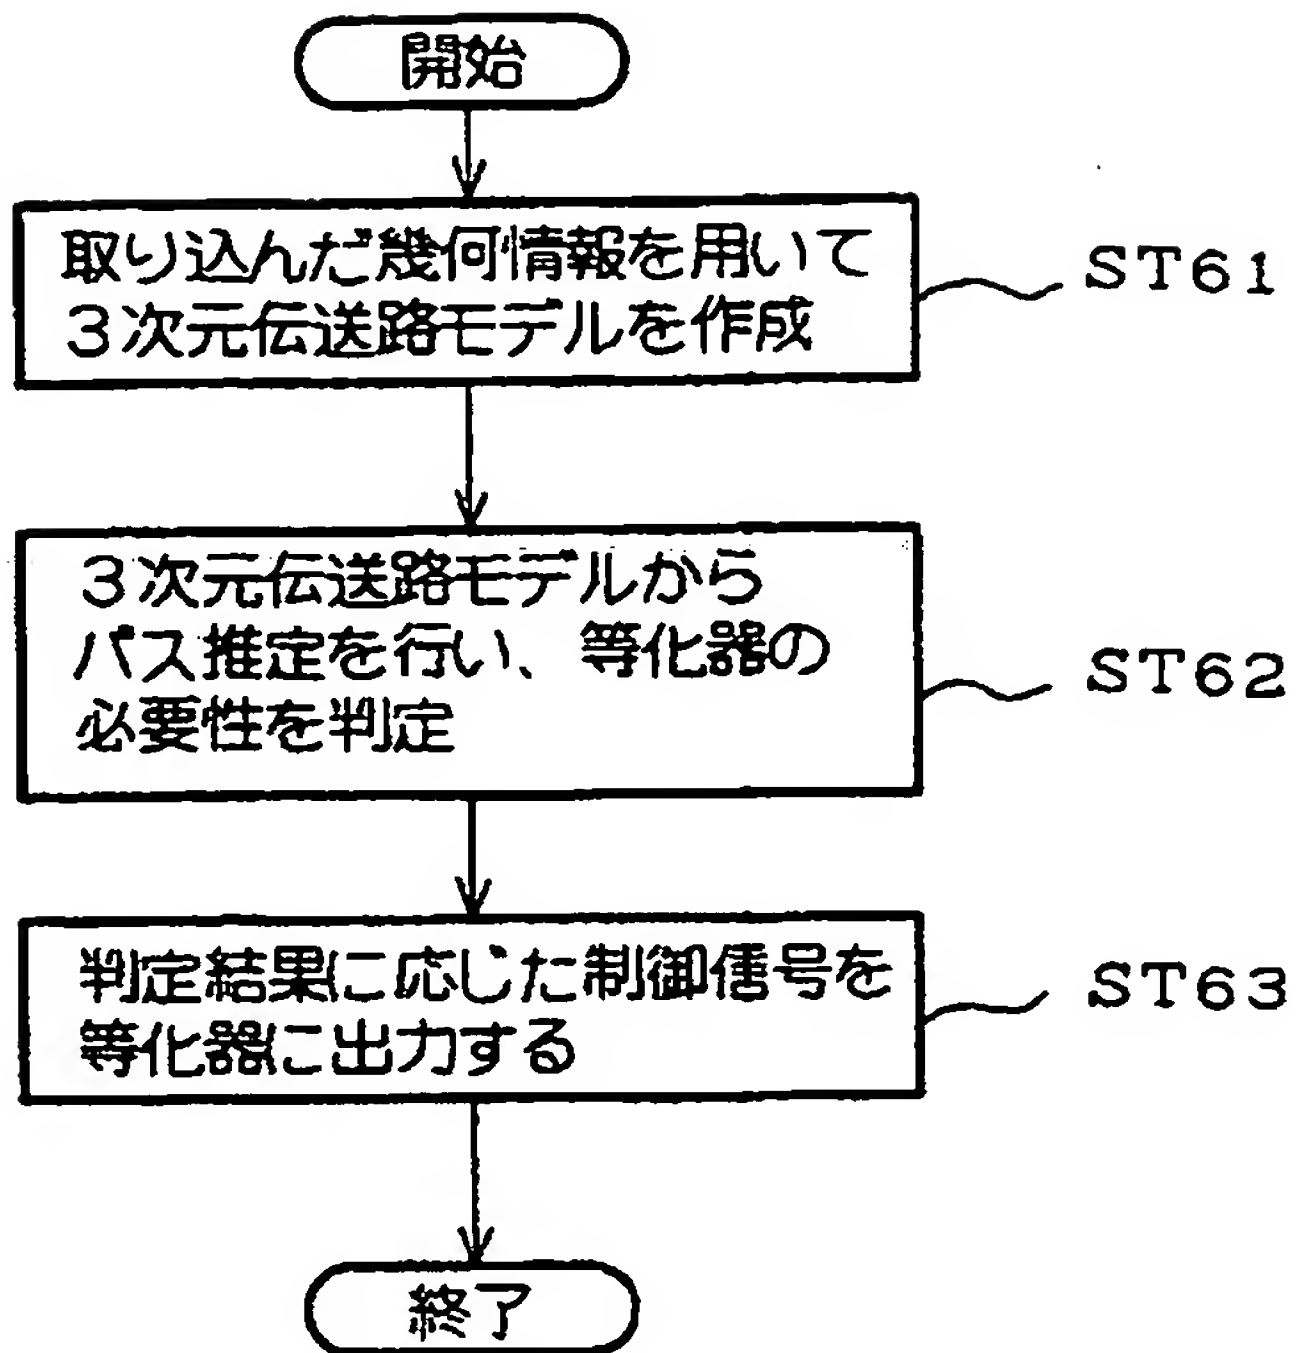 開始
取り込んだ幾何情報を用いて
3次元伝送路モデルを作成
ST61
3次元伝送路モデルから
パス推定を行い、等化器の
必要性を判定
ST62
判定結果に応じた制御信号を
等化器に出力する
ST63
終了